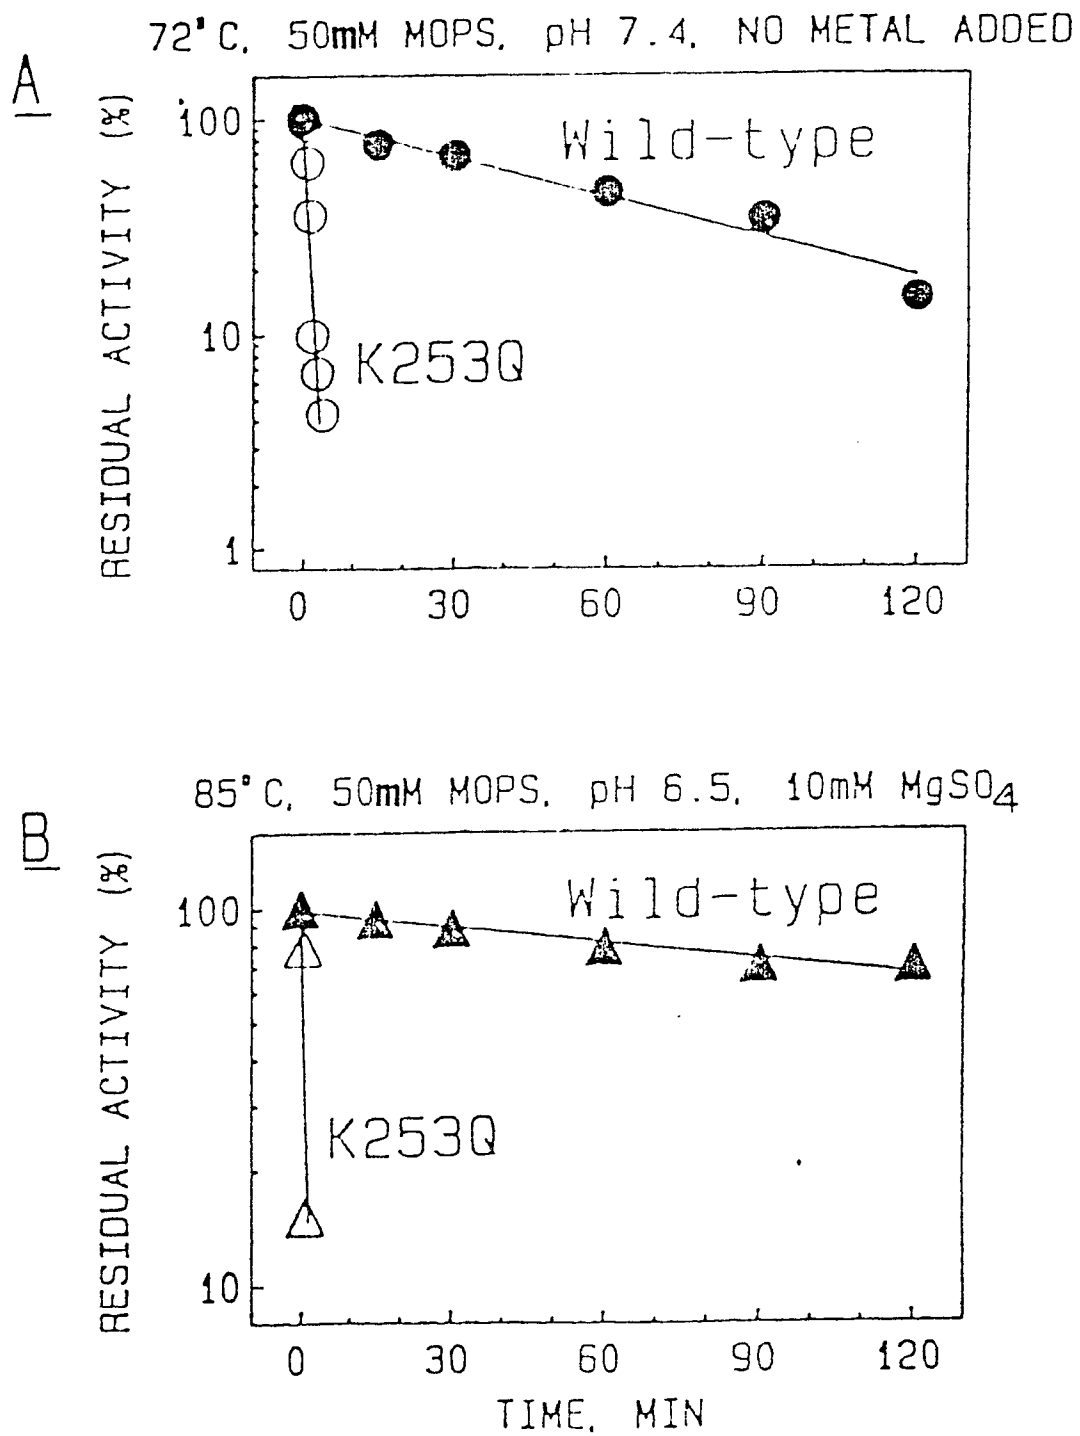 72°C, 50mM MOPS, pH 7.4, NO METAL ADDED
A
RESIDUAL ACTIVITY (%)
100
10
1
Wild-type
K253Q
0 30 60 90 120
85°C, 50mM MOPS, pH 6.5, 10mM MgSO4
B
RESIDUAL ACTIVITY (%)
100
10
Wild-type
K253Q
0 30 60 90 120
TIME, MIN